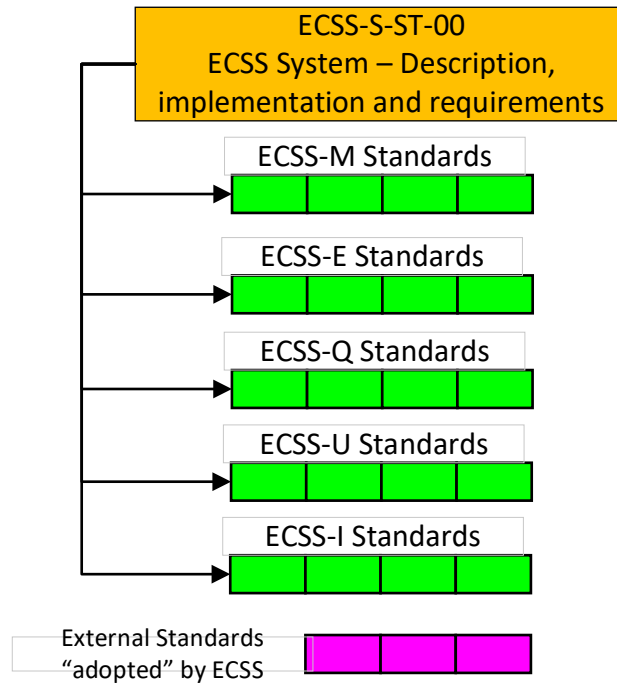 ECSS-S-ST-00
ECSS System – Description,
implementation and requirements
ECSS-M Standards
ECSS-E Standards
ECSS-Q Standards
ECSS-U Standards
ECSS-I Standards
External Standards
“adopted” by ECSS